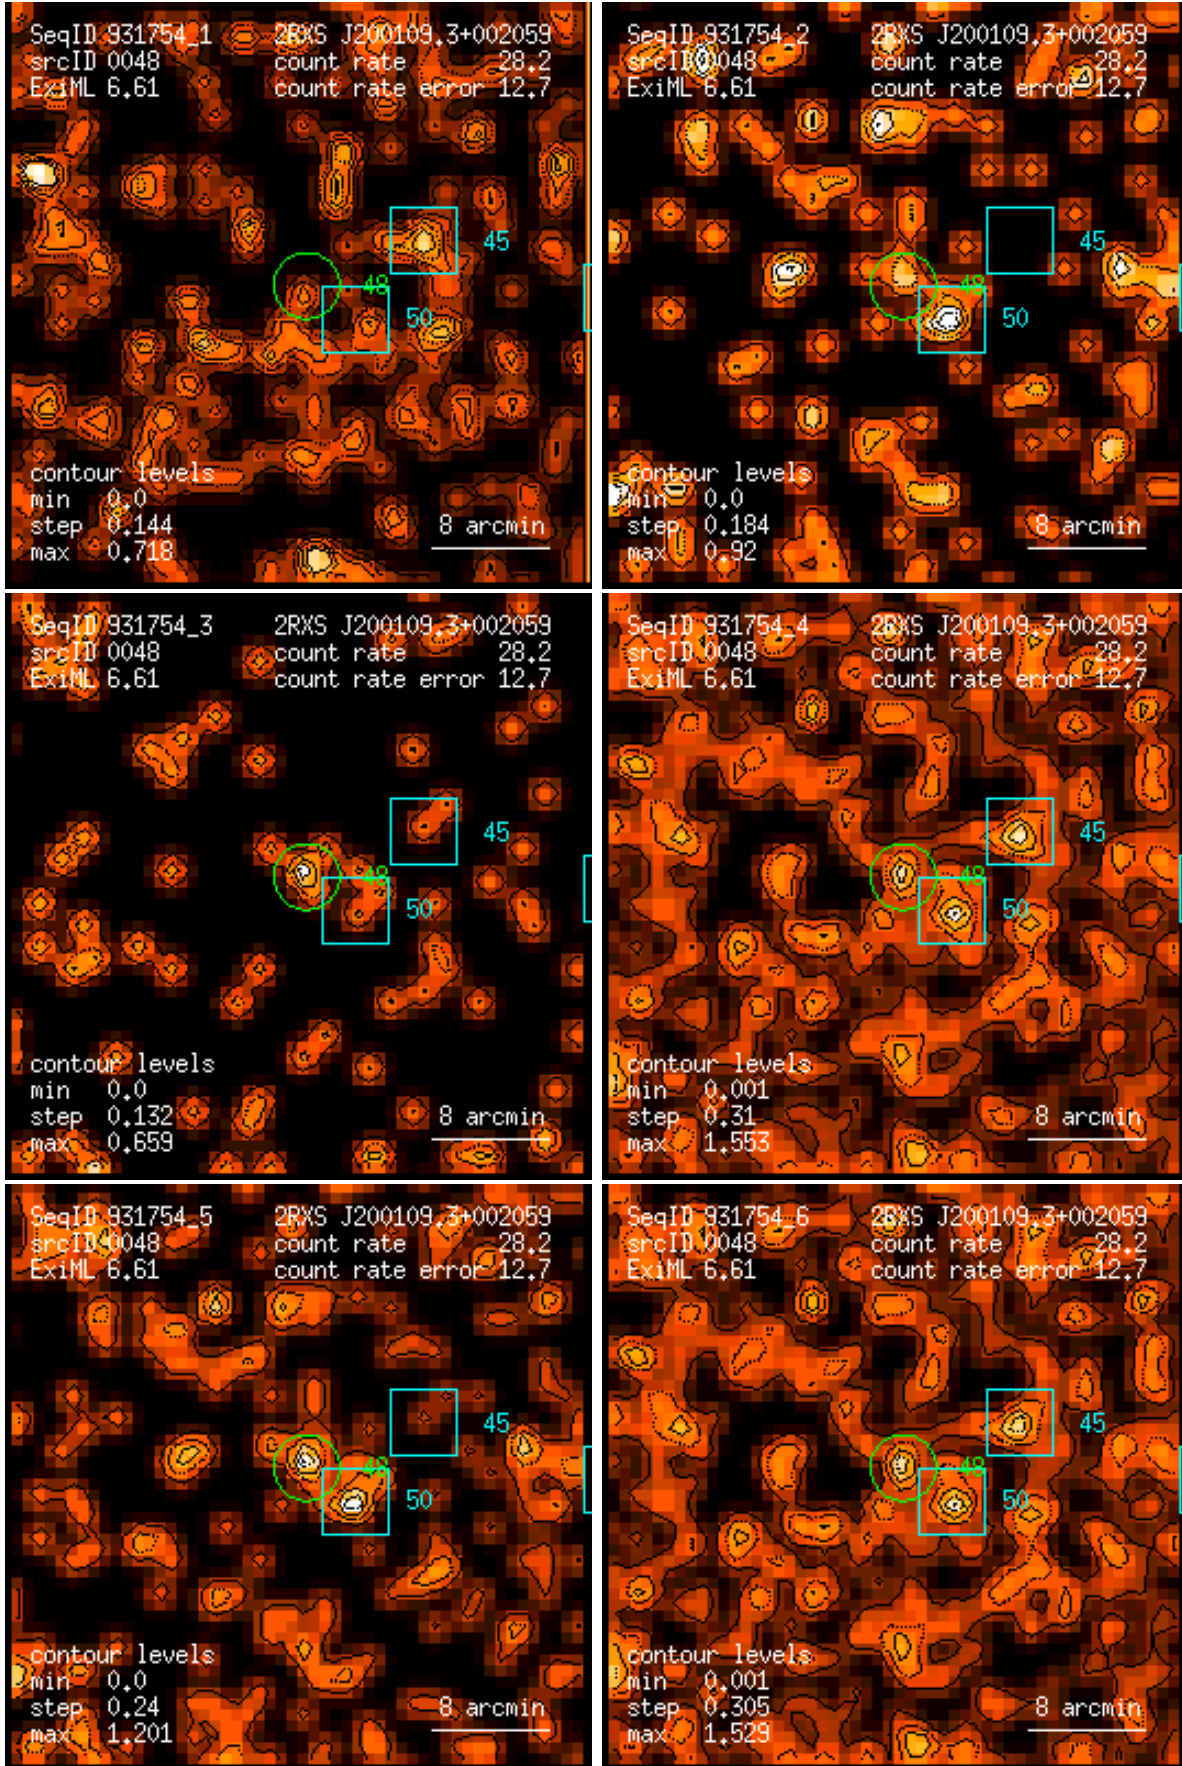 SeqID 931754_1 2RXS J200109.3+002059
srcID 0048 count rate 28.2
ExiML 6.61 count rate error 12.7
45
48
50
contour levels
min 0.0
step 0.144
max 0.718
8 arcmin
SeqID 931754_2 2RXS J200109.3+002059
srcID 0048 count rate 28.2
ExiML 6.61 count rate error 12.7
45
48
50
contour levels
min 0.0
step 0.184
max 0.92
8 arcmin
SeqID 931754_3 2RXS J200109.3+002059
srcID 0048 count rate 28.2
ExiML 6.61 count rate error 12.7
45
48
50
contour levels
min 0.0
step 0.132
max 0.659
8 arcmin
SeqID 931754_4 2RXS J200109.3+002059
srcID 0048 count rate 28.2
ExiML 6.61 count rate error 12.7
45
48
50
contour levels
min 0.001
step 0.31
max 1.553
8 arcmin
SeqID 931754_5 2RXS J200109.3+002059
srcID 0048 count rate 28.2
ExiML 6.61 count rate error 12.7
45
48
50
contour levels
min 0.0
step 0.24
max 1.201
8 arcmin
SeqID 931754_6 2RXS J200109.3+002059
srcID 0048 count rate 28.2
ExiML 6.61 count rate error 12.7
45
48
50
contour levels
min 0.001
step 0.305
max 1.529
8 arcmin